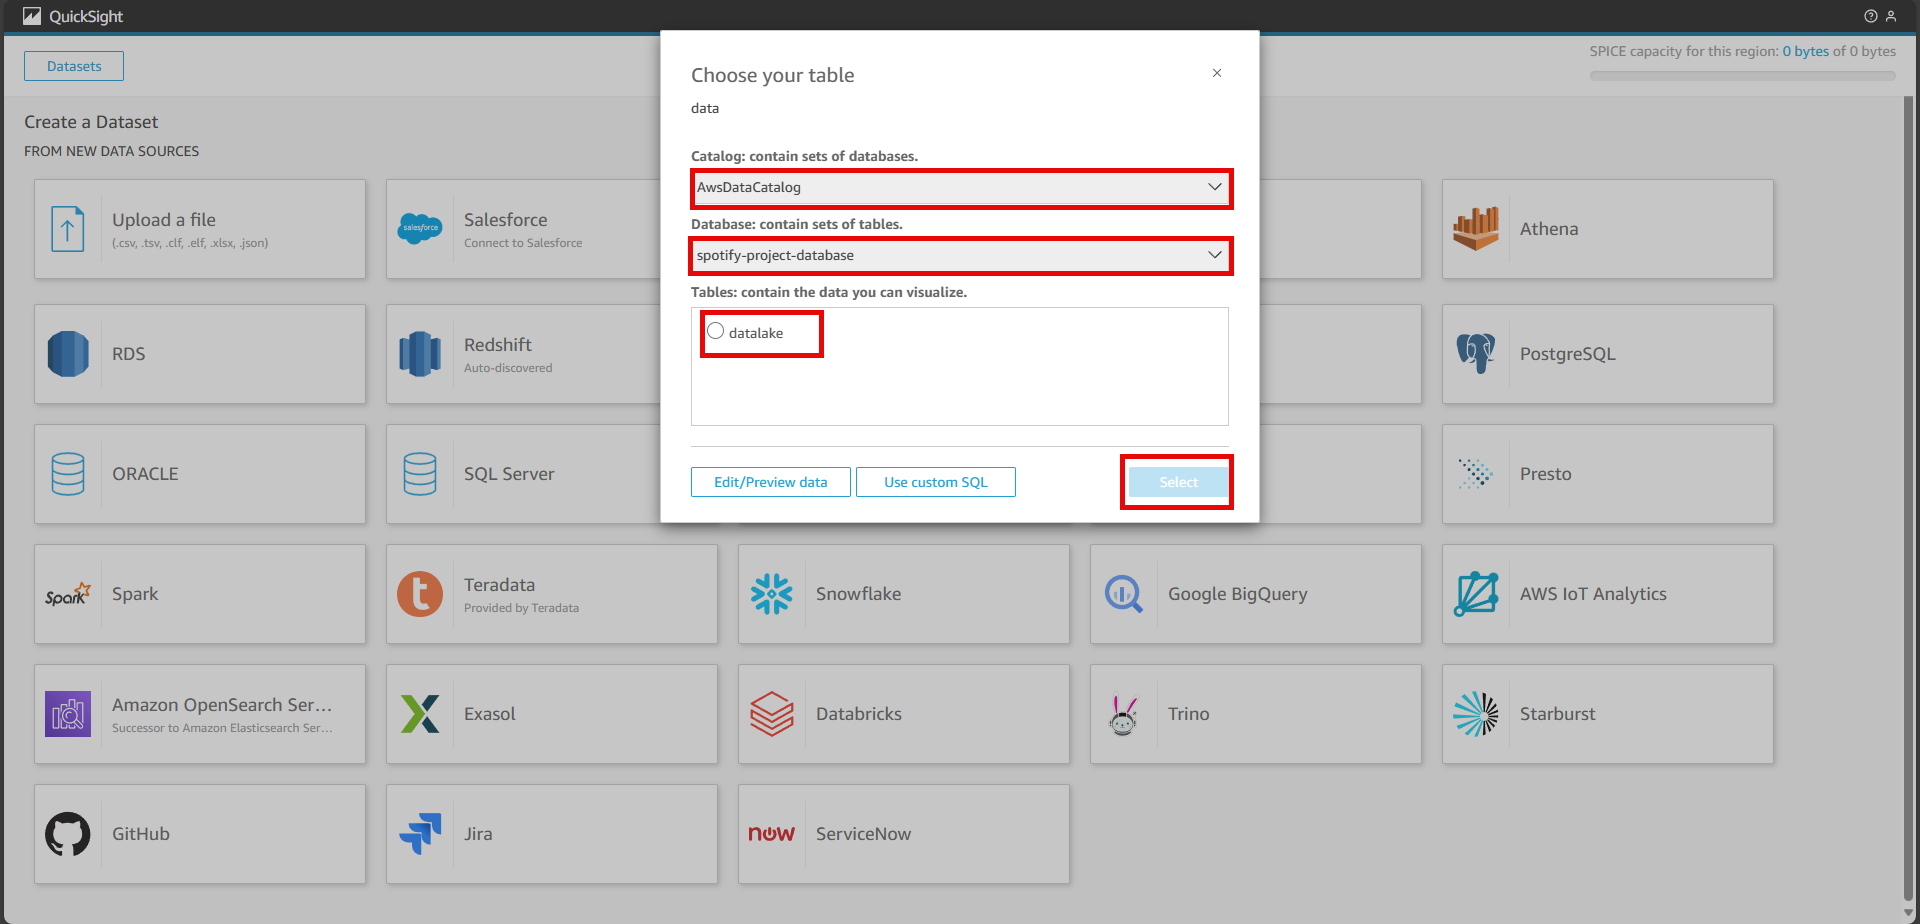 QuickSight
Datasets
SPICE capacity for this region: 0 bytes of 0 bytes
Create a Dataset
FROM NEW DATA SOURCES
Choose your table
data
Catalog: contain sets of databases.
AwsDataCatalog
Database: contain sets of tables.
spotify-project-database
Tables: contain the data you can visualize.
datalake
Edit/Preview data
Use custom SQL
Select
Upload a file
(.csv, .tsv, .clf, .elf, .xlsx, .json)
salesforce
Salesforce
Connect to Salesforce
Athena
RDS
Redshift
Auto-discovered
PostgreSQL
ORACLE
SQL Server
Presto
Spark
Spark
t
Teradata
Provided by Teradata
Snowflake
Google BigQuery
AWS IoT Analytics
Amazon OpenSearch Ser...
Successor to Amazon Elasticsearch Ser...
Exasol
Databricks
Trino
Starburst
GitHub
Jira
now
ServiceNow